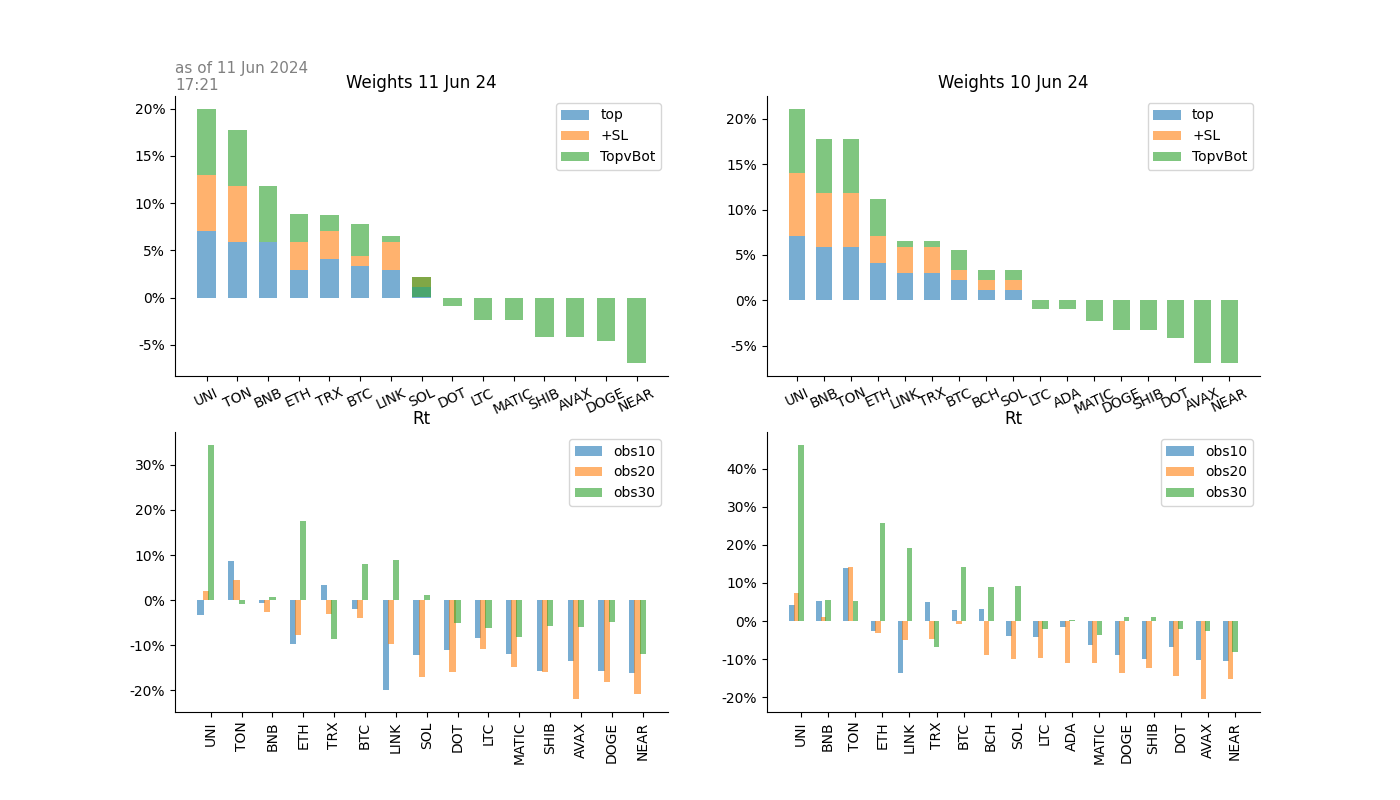 as of 11 Jun 2024
17:21
Weights 11 Jun 24
20%
15%
10%
5%
0%
-5%
top
+SL
TopvBot
UNI TON BNB ETH TRX BTC LINK SOL DOT LTC MATIC SHIB AVAX DOGE NEAR
Weights 10 Jun 24
20%
15%
10%
5%
0%
-5%
top
+SL
TopvBot
UNI BNB TON ETH LINK TRX BTC BCH SOL LTC ADA MATIC DOGE SHIB DOT AVAX NEAR
Rt
30%
20%
10%
0%
-10%
-20%
obs10
obs20
obs30
UNI TON BNB ETH TRX BTC LINK SOL DOT LTC MATIC SHIB AVAX DOGE NEAR
Rt
40%
30%
20%
10%
0%
-10%
-20%
obs10
obs20
obs30
UNI BNB TON ETH LINK TRX BTC BCH SOL LTC ADA MATIC DOGE SHIB DOT AVAX NEAR